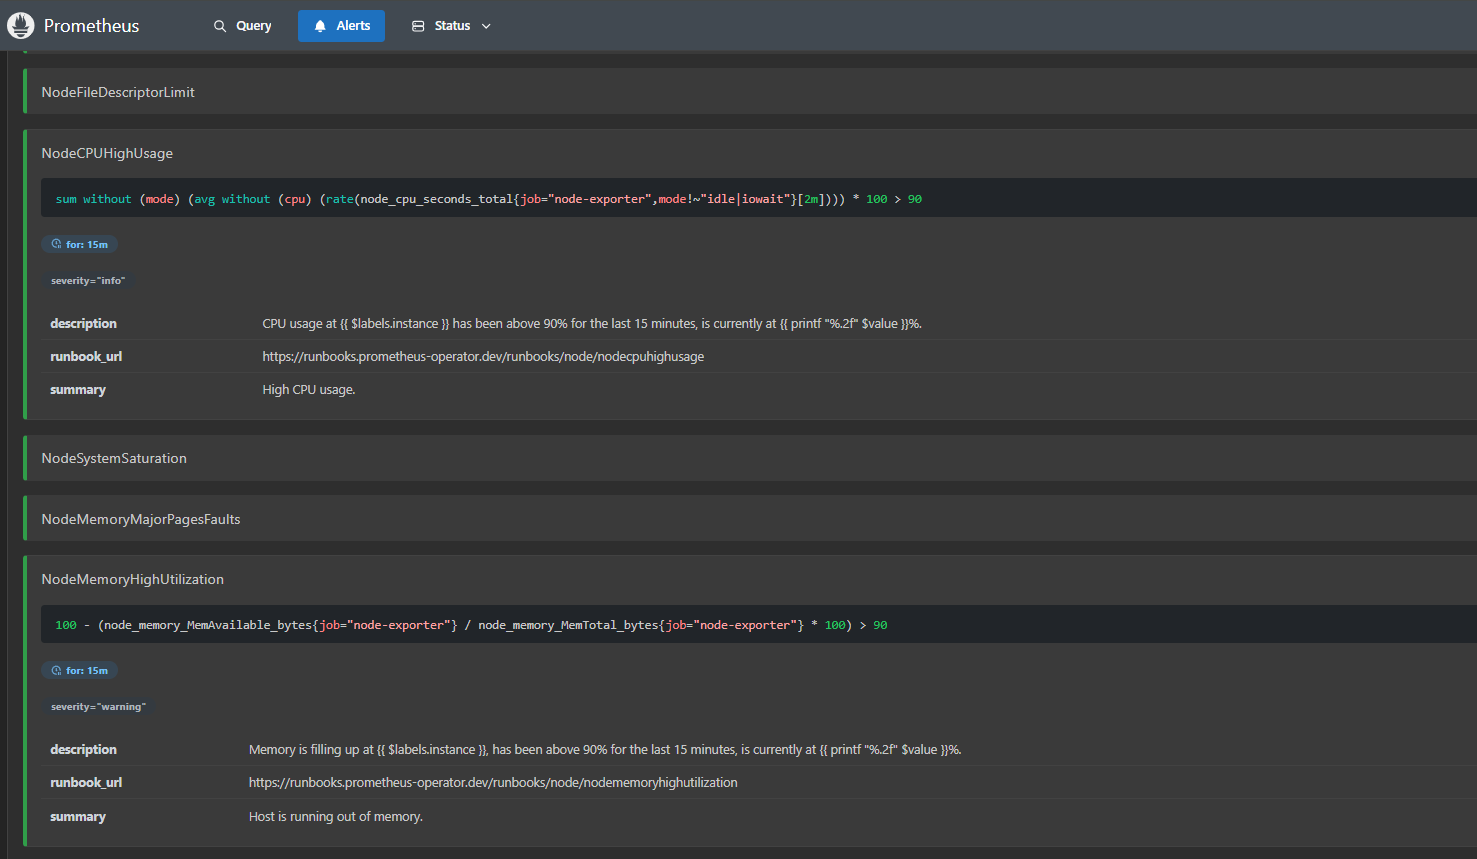 Prometheus
Query
Alerts
Status
NodeFileDescriptorLimit
NodeCPUHighUsage
sum without (mode) (avg without (cpu) (rate(node_cpu_seconds_total{job="node-exporter",mode!~"idle|iowait"}[2m]))) * 100 > 90
for: 15m
severity="info"
description CPU usage at {{ $labels.instance }} has been above 90% for the last 15 minutes, is currently at {{ printf "%.2f" $value }}%.
runbook_url https://runbooks.prometheus-operator.dev/runbooks/node/nodecpuhighusage
summary High CPU usage.
NodeSystemSaturation
NodeMemoryMajorPagesFaults
NodeMemoryHighUtilization
100 - (node_memory_MemAvailable_bytes{job="node-exporter"} / node_memory_MemTotal_bytes{job="node-exporter"} * 100) > 90
for: 15m
severity="warning"
description Memory is filling up at {{ $labels.instance }}, has been above 90% for the last 15 minutes, is currently at {{ printf "%.2f" $value }}%.
runbook_url https://runbooks.prometheus-operator.dev/runbooks/node/nodememoryhighutilization
summary Host is running out of memory.